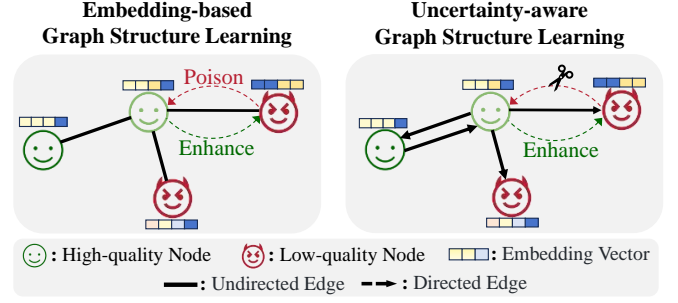 Embedding-based
Graph Structure Learning
Uncertainty-aware
Graph Structure Learning
Poison
Enhance
Enhance
: High-quality Node : Low-quality Node : Embedding Vector
: Undirected Edge : Directed Edge